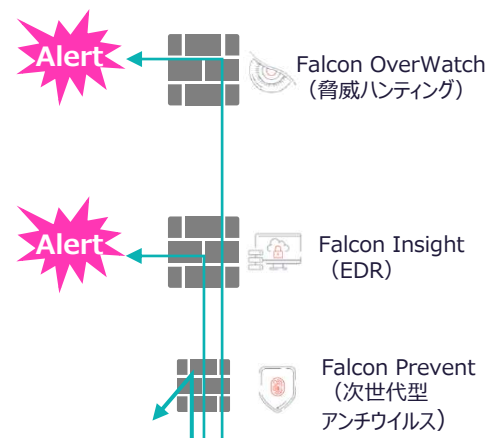 Alert
Falcon OverWatch
（脅威ハンティング）
Alert
Falcon Insight
（EDR）
Falcon Prevent
（次世代型
アンチウイルス）